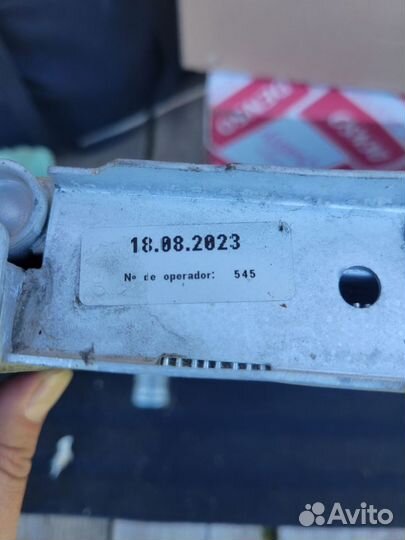 DENSO
DENSO
18.08.2023
Nº de operador: 545
Avito